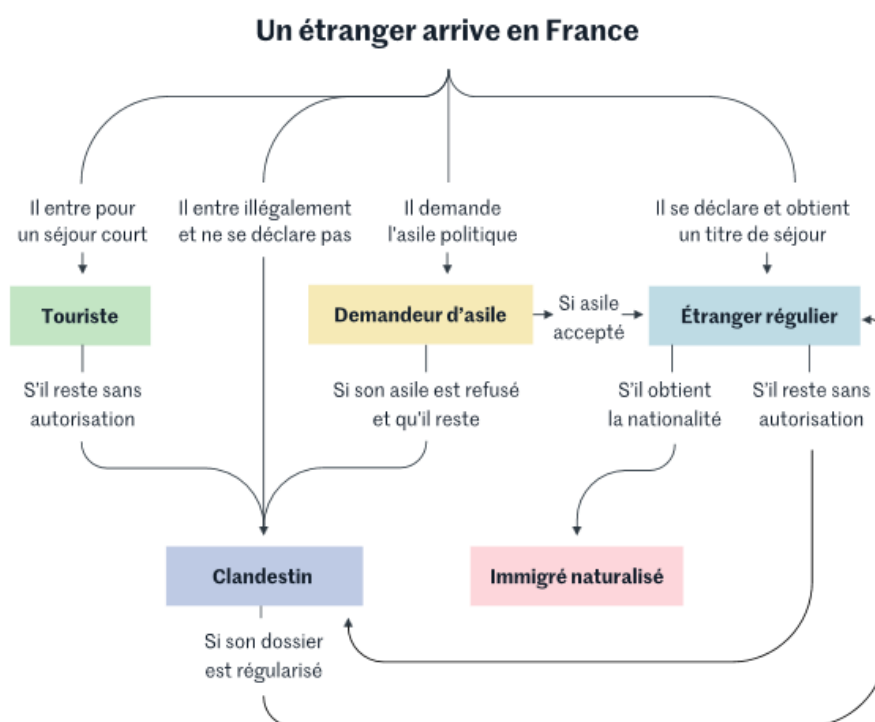 Un étranger arrive en France
Il entre pour
un séjour court
Il entre illégalement
et ne se déclare pas
Il demande
l'asile politique
Il se déclare et obtient
un titre de séjour
Touriste
Demandeur d'asile
Si asile
accepté
Étranger régulier
S'il reste sans
autorisation
Si son asile est refusé
et qu'il reste
S'il obtient
la nationalité
S'il reste sans
autorisation
Clandestin
Immigré naturalisé
Si son dossier
est régularisé